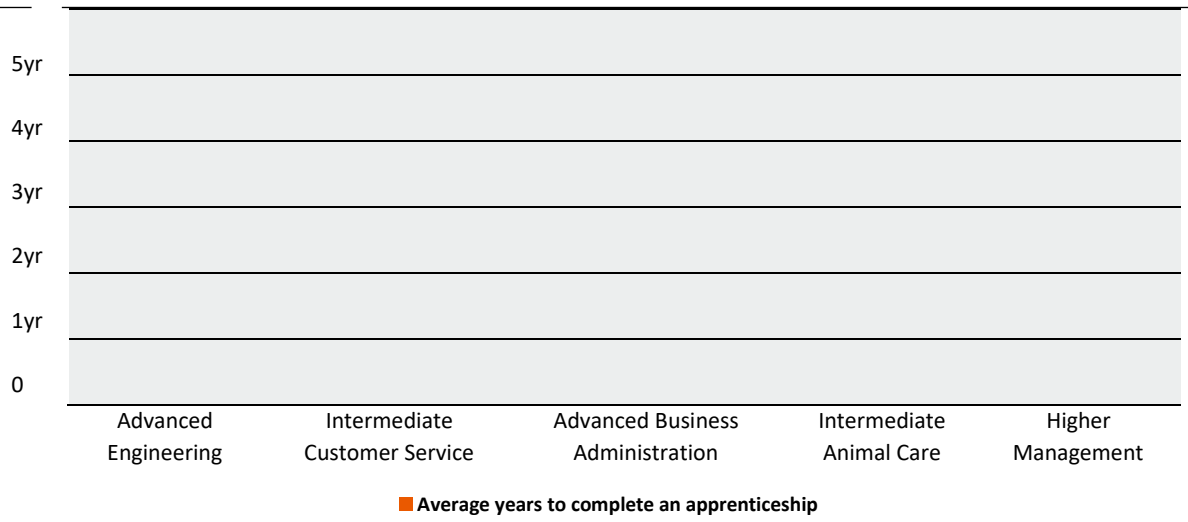 5yr
4yr
3yr
2yr
1yr
0
Advanced Engineering
Intermediate Customer Service
Advanced Business Administration
Intermediate Animal Care
Higher Management
Average years to complete an apprenticeship